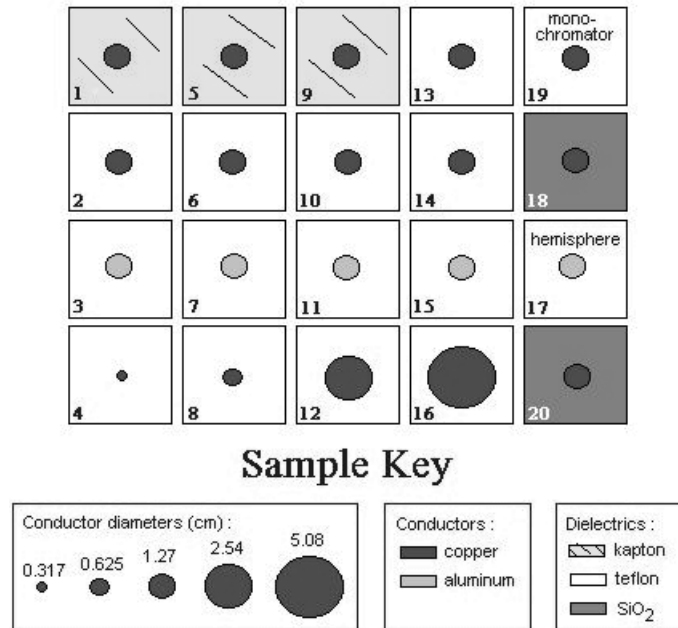 mono-
chromator
1
5
9
13
19
2
6
10
14
18
hemisphere
3
7
11
15
17
4
8
12
16
20
Sample Key
Conductor diameters (cm) :
0.317 0.625 1.27 2.54 5.08
Conductors :
copper
aluminum
Dielectrics :
kapton
teflon
SiO₂